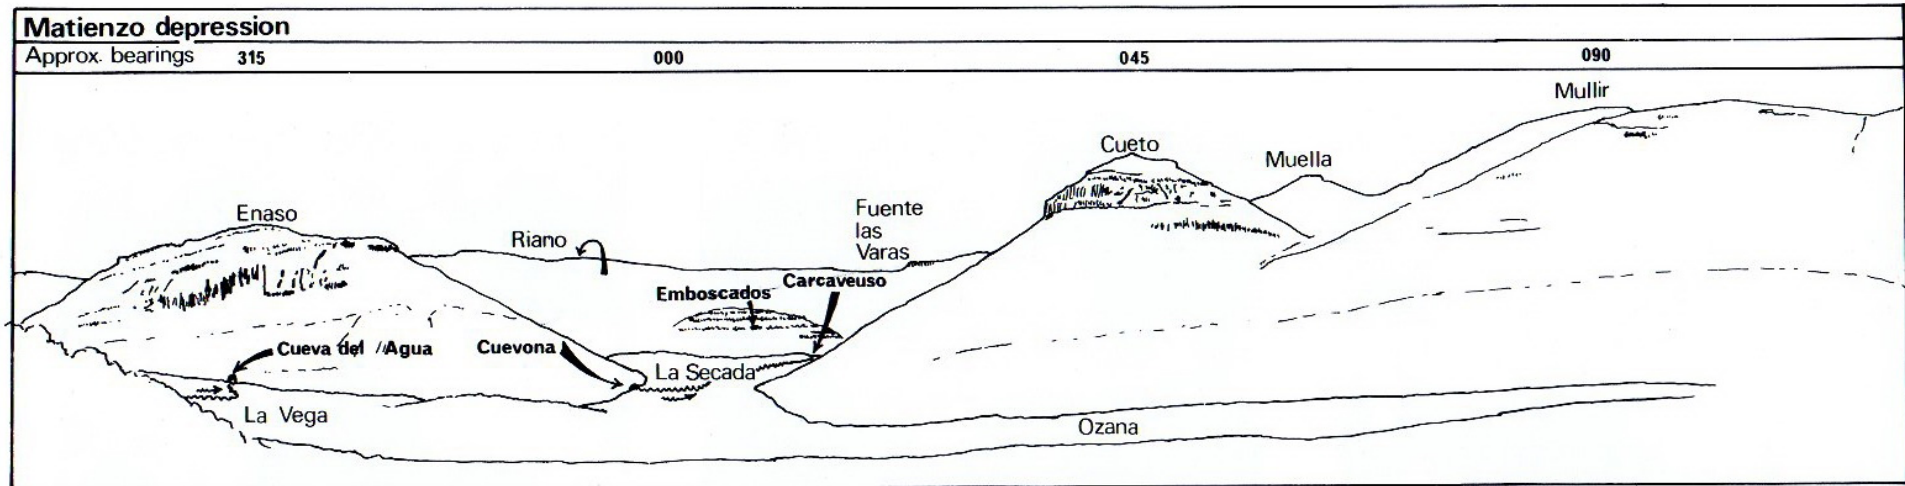 Matienzo depression
Approx. bearings 315 000 045 090
Mullir
Cueto
Muella
Enaso
Fuente
las
Varas
Riano
Carcaveuso
Emboscados
Cueva del Agua
Cuevona
La Secada
La Vega
Ozana